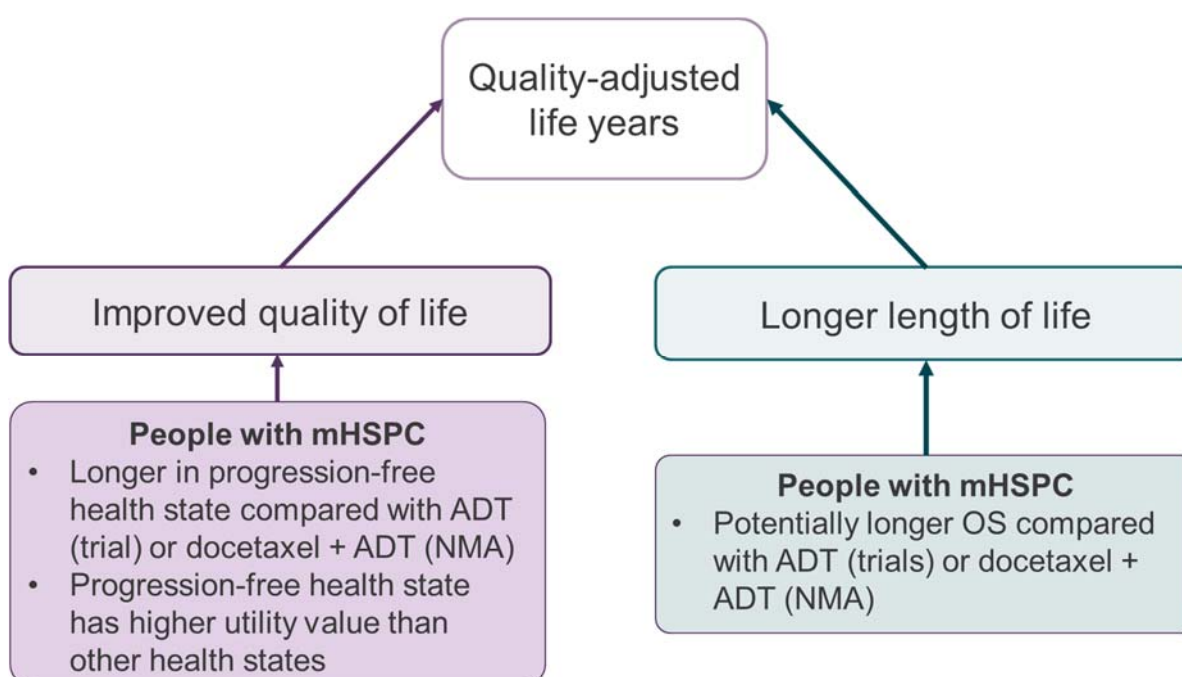 Quality-adjusted
life years
Improved quality of life
Longer length of life
People with mHSPC
• Longer in progression-free
health state compared with ADT
(trial) or docetaxel + ADT (NMA)
• Progression-free health state
has higher utility value than
other health states
People with mHSPC
• Potentially longer OS compared
with ADT (trials) or docetaxel +
ADT (NMA)